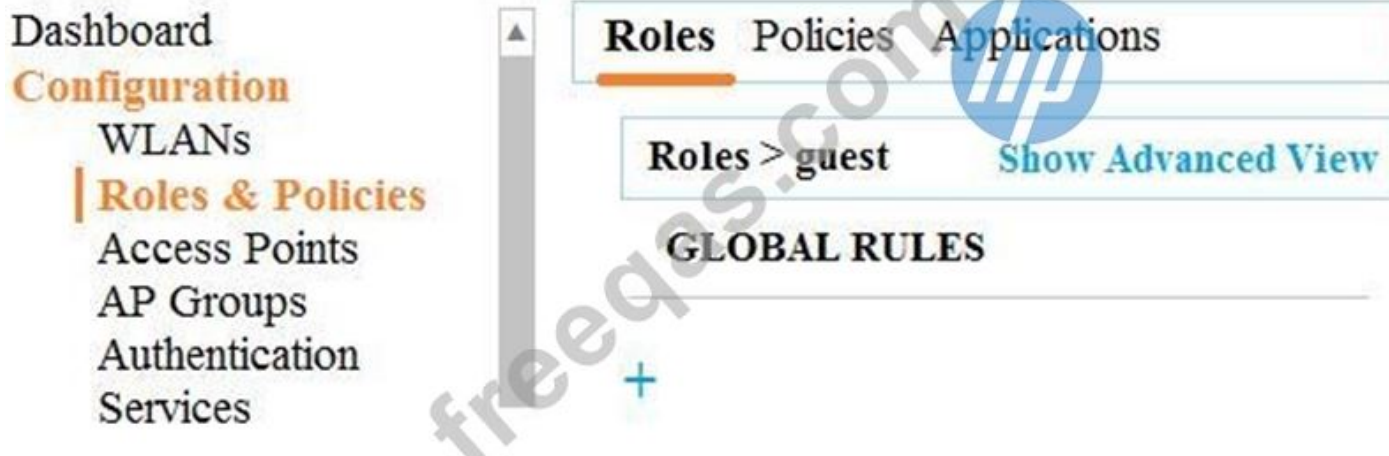 Dashboard
Configuration
WLANs
Roles & Policies
Access Points
AP Groups
Authentication
Services
Roles Policies Applications
Roles > guest Show Advanced View
GLOBAL RULES
+
freeqas.com
hp